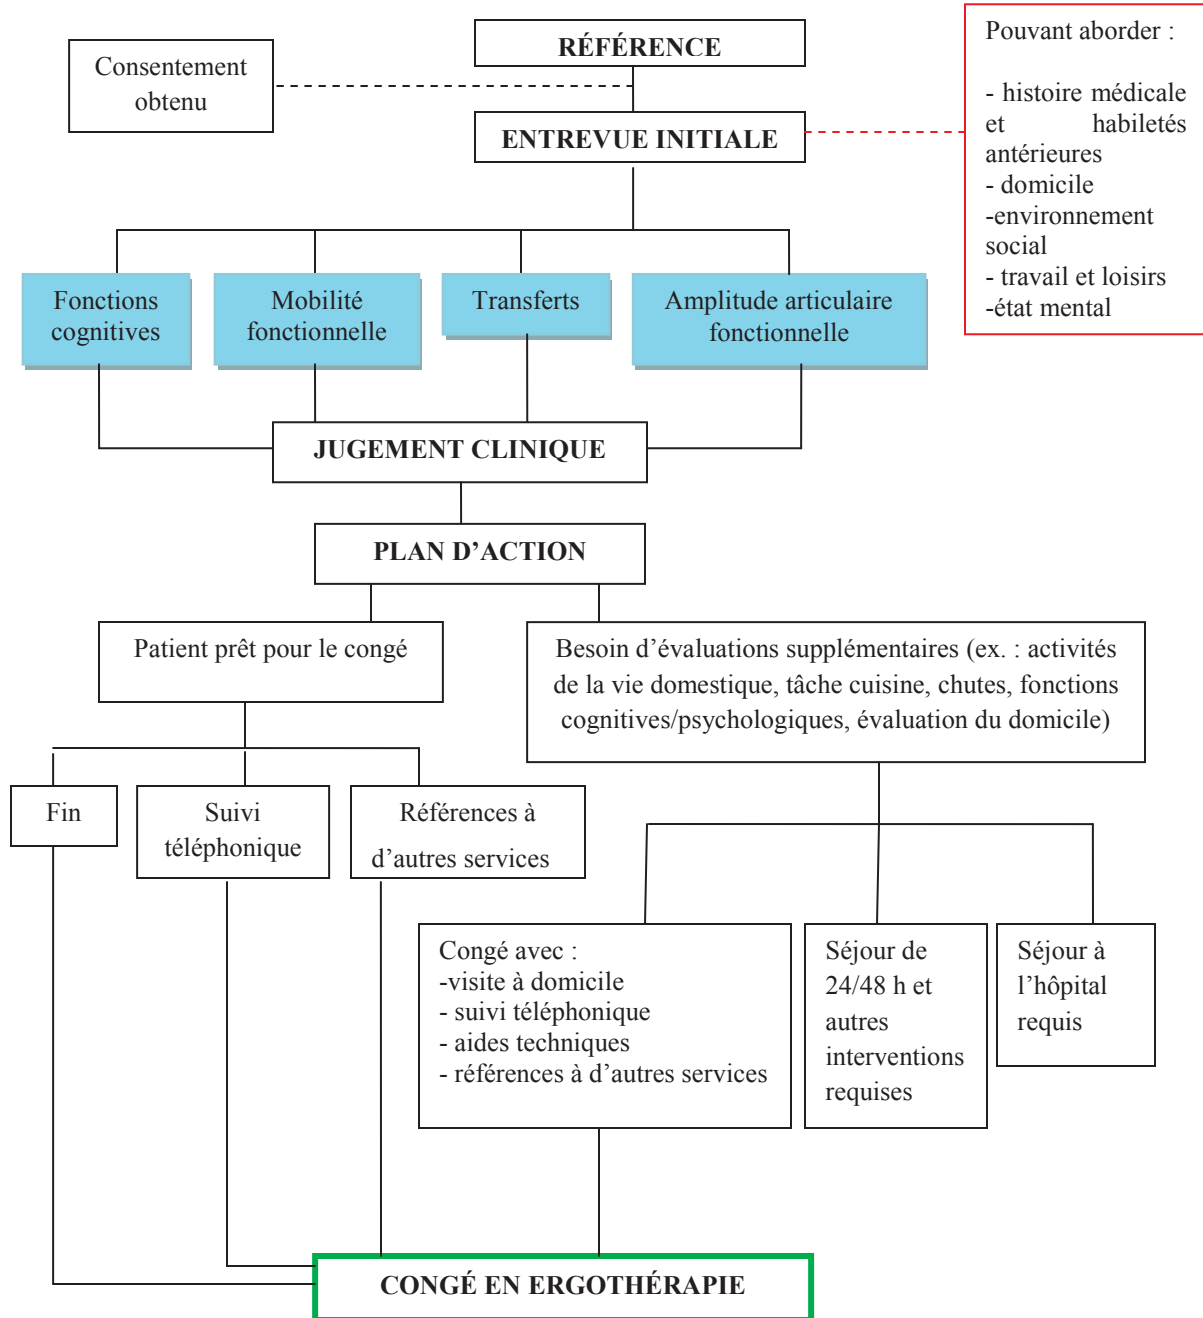 RÉFÉRENCE
Consentement
obtenu
ENTREVUE INITIALE
Pouvant aborder :
- histoire médicale
et habiletés
antérieures
- domicile
-environnement
social
- travail et loisirs
-état mental
Fonctions
cognitives
Mobilité
fonctionnelle
Transferts
Amplitude articulaire
fonctionnelle
JUGEMENT CLINIQUE
PLAN D’ACTION
Patient prêt pour le congé
Besoin d’évaluations supplémentaires (ex. : activités
de la vie domestique, tâche cuisine, chutes, fonctions
cognitives/psychologiques, évaluation du domicile)
Fin
Suivi
téléphonique
Références à
d’autres services
Congé avec :
-visite à domicile
- suivi téléphonique
- aides techniques
- références à d’autres services
Séjour de
24/48 h et
autres
interventions
requises
Séjour à
l’hôpital
requis
CONGÉ EN ERGOTHÉRAPIE